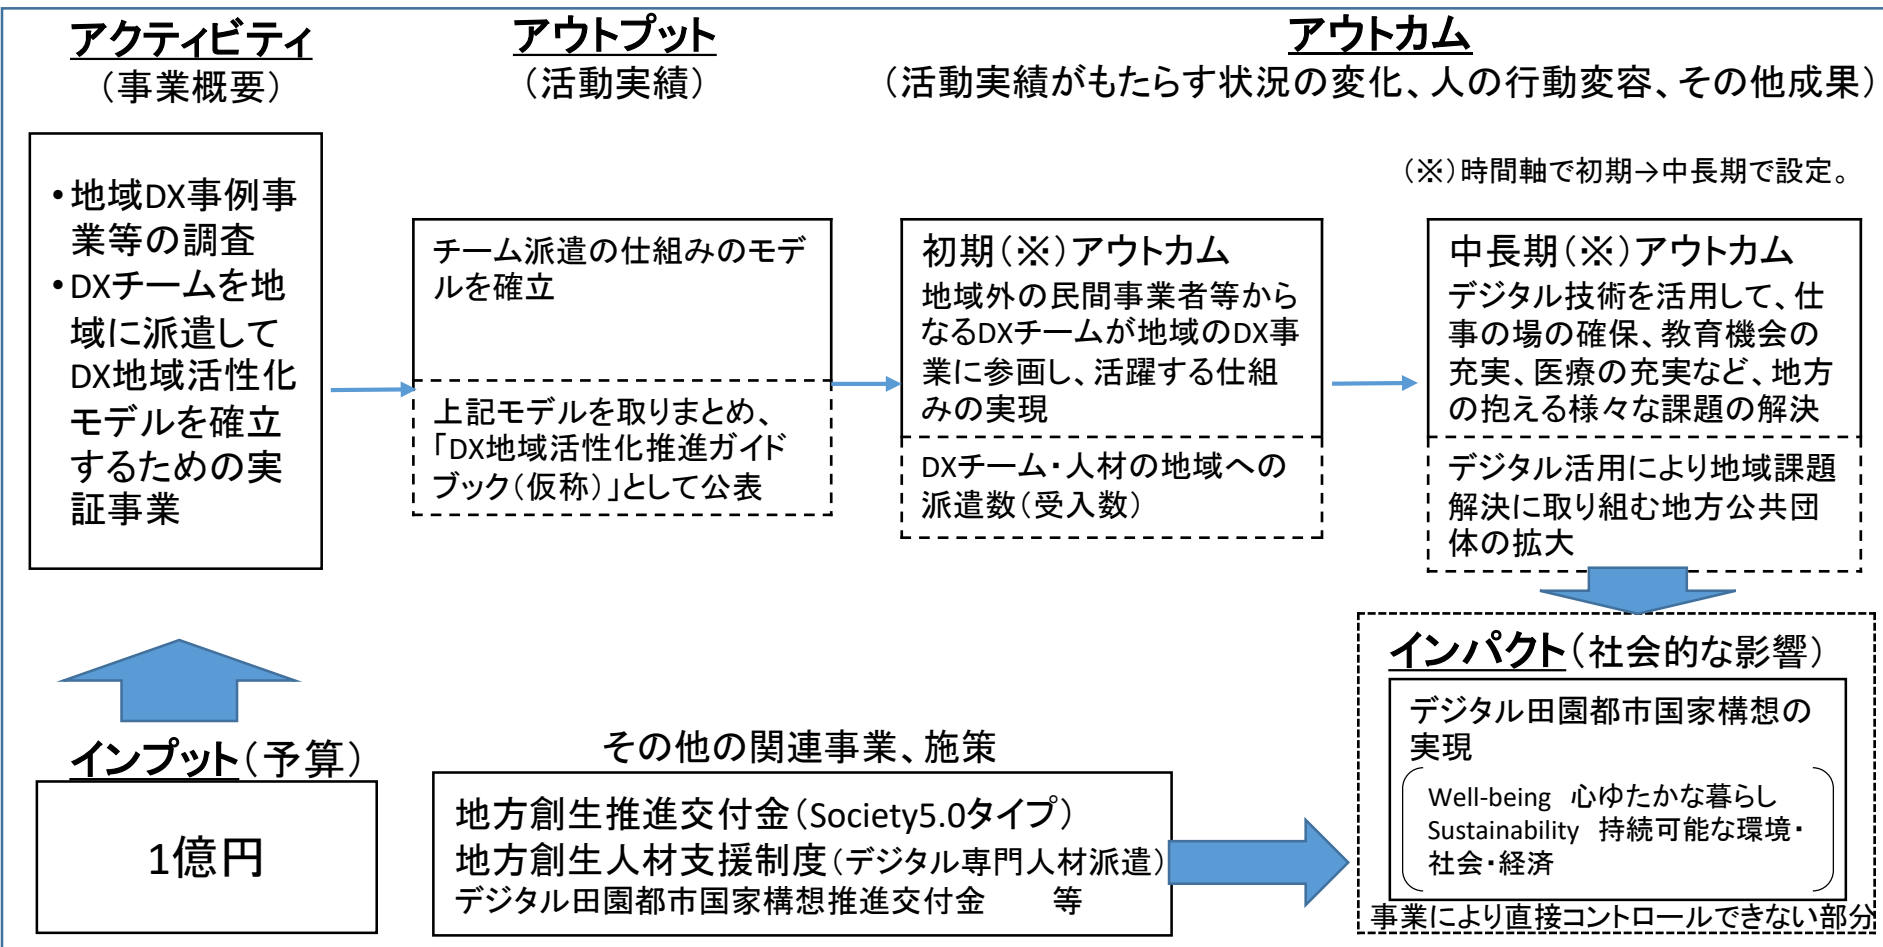 アクティビティ
（事業概要）
アウトプット
（活動実績）
アウトカム
（活動実績がもたらす状況の変化、人の行動変容、その他成果）
（※）時間軸で初期→中長期で設定。
•地域DX事例事
業等の調査
•DXチームを地
域に派遣して
DX地域活性化
モデルを確立
するための実
証事業
チーム派遣の仕組みのモデ
ルを確立
上記モデルを取りまとめ、
「DX地域活性化推進ガイド
ブック（仮称）」として公表
初期（※）アウトカム
地域外の民間事業者等から
なるDXチームが地域のDX事
業に参画し、活躍する仕組
みの実現
DXチーム・人材の地域への
派遣数（受入数）
中長期（※）アウトカム
デジタル技術を活用して、仕
事の場の確保、教育機会の
充実、医療の充実など、地方
の抱える様々な課題の解決
デジタル活用により地域課題
解決に取り組む地方公共団
体の拡大
インプット（予算）
1億円
その他の関連事業、施策
地方創生推進交付金（Society5.0タイプ）
地方創生人材支援制度（デジタル専門人材派遣）
デジタル田園都市国家構想推進交付金　　等
インパクト（社会的な影響）
デジタル田園都市国家構想の
実現
Well-being　心ゆたかな暮らし
Sustainability　持続可能な環境・
社会・経済
事業により直接コントロールできない部分